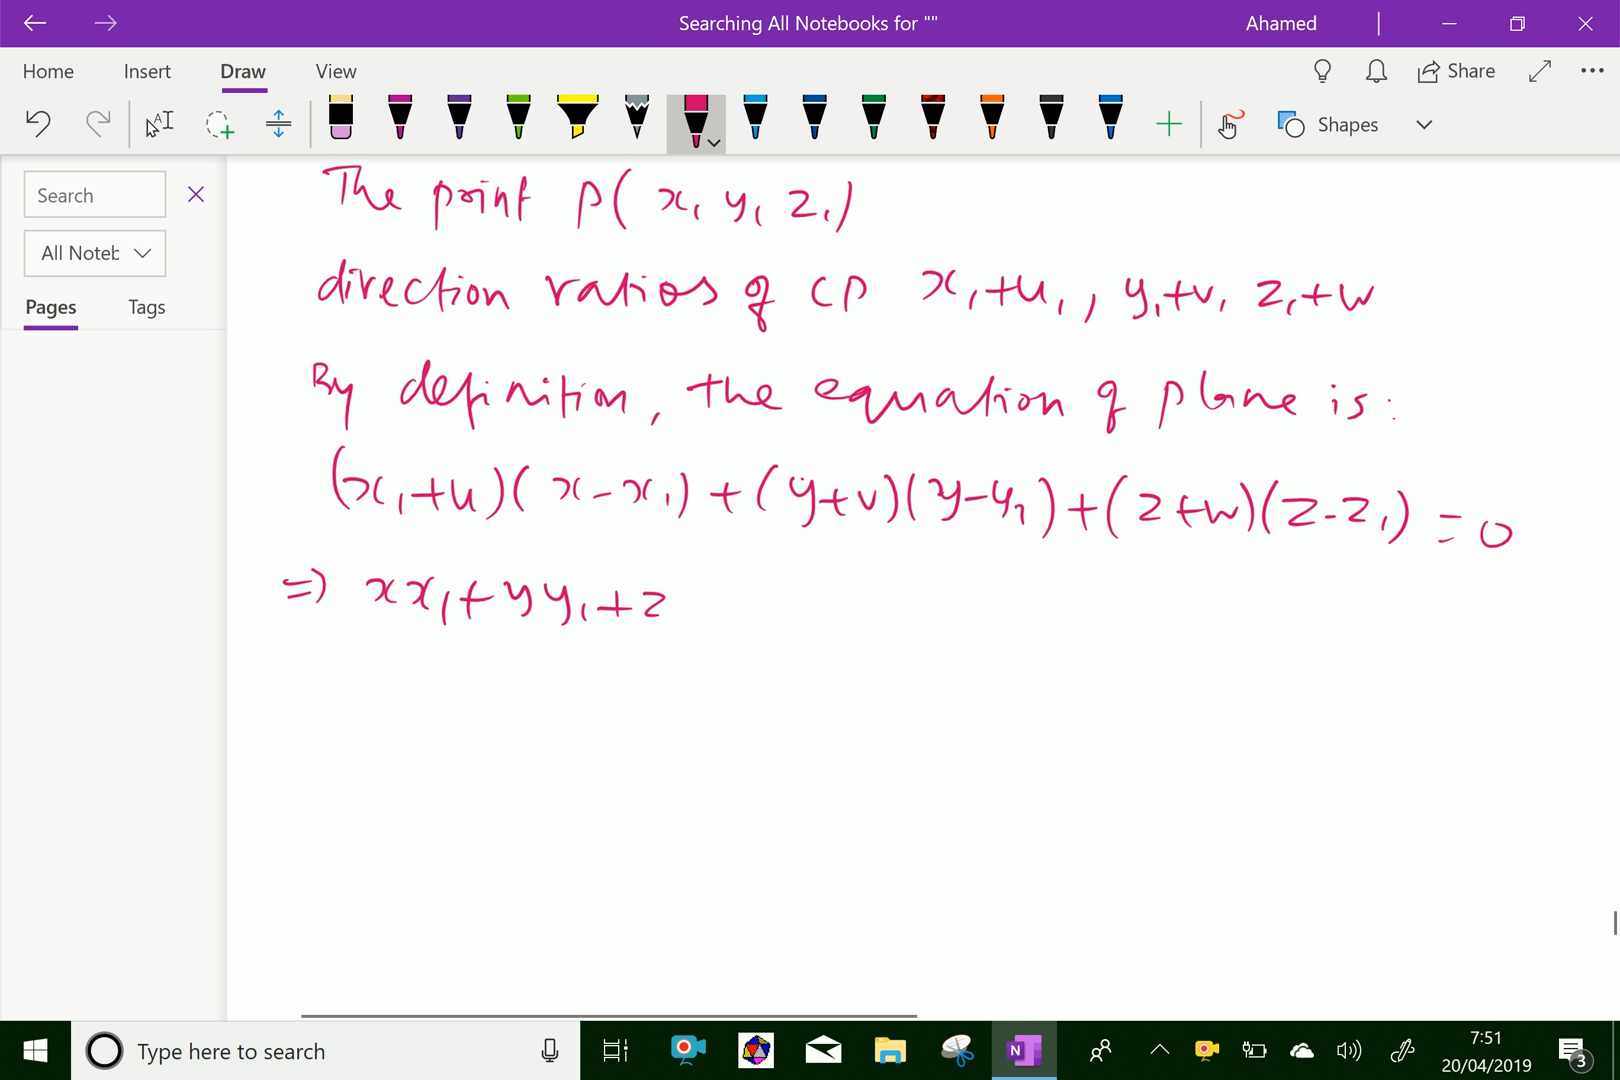 Searching All Notebooks for "" Ahamed
Home Insert Draw View Share
Shapes
Search
All Noteb
Pages Tags
The point P( x₁ y₁ z₁)
direction ratios of CP x₁+u, , y₁+v, z₁+w
By definition, the equation of plane is:
(x₁+u)(x-x₁)+(y+v)(y-y₁)+(z+w)(z-z₁) = 0
=) xx₁+yy₁+z
Type here to search
N
7:51
20/04/2019
3